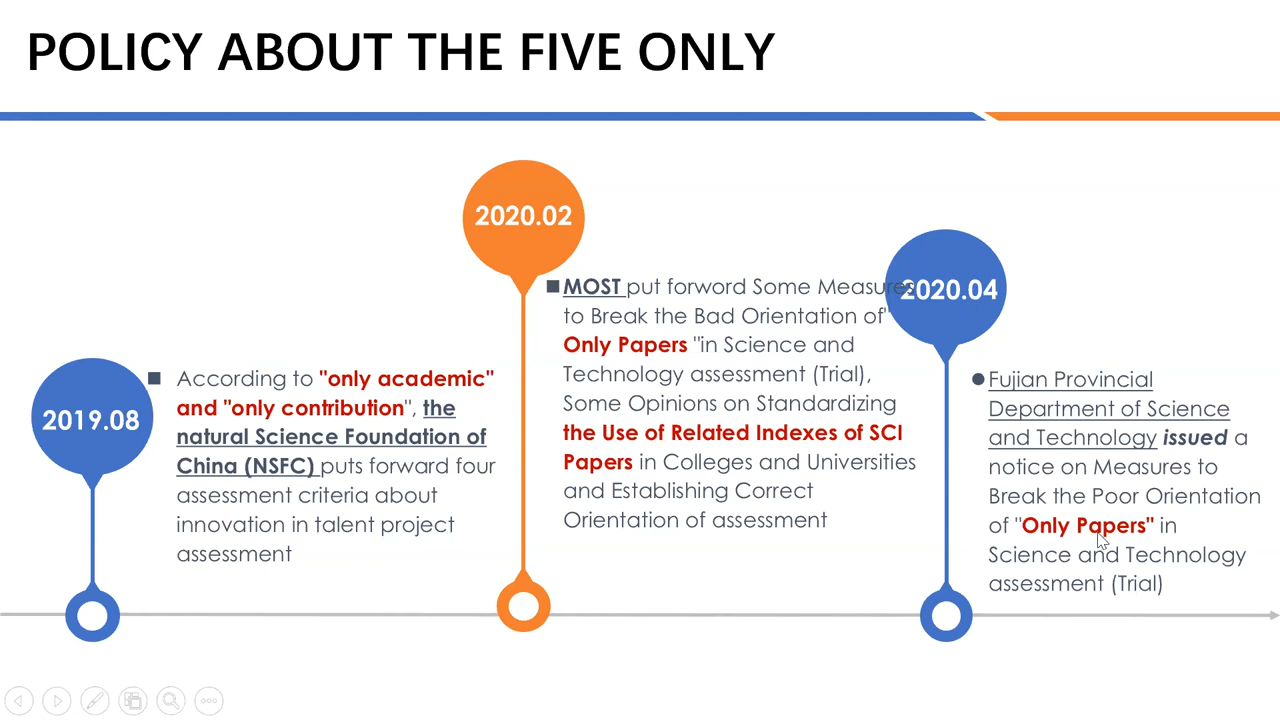 POLICY ABOUT THE FIVE ONLY
2019.08
According to "only academic"
and "only contribution", the
natural Science Foundation of
China (NSFC) puts forward four
assessment criteria about
innovation in talent project
assessment
2020.02
MOST put forword Some Measures
to Break the Bad Orientation of"
Only Papers "in Science and
Technology assessment (Trial),
Some Opinions on Standardizing
the Use of Related Indexes of SCI
Papers in Colleges and Universities
and Establishing Correct
Orientation of assessment
2020.04
Fujian Provincial
Department of Science
and Technology issued a
notice on Measures to
Break the Poor Orientation
of "Only Papers" in
Science and Technology
assessment (Trial)